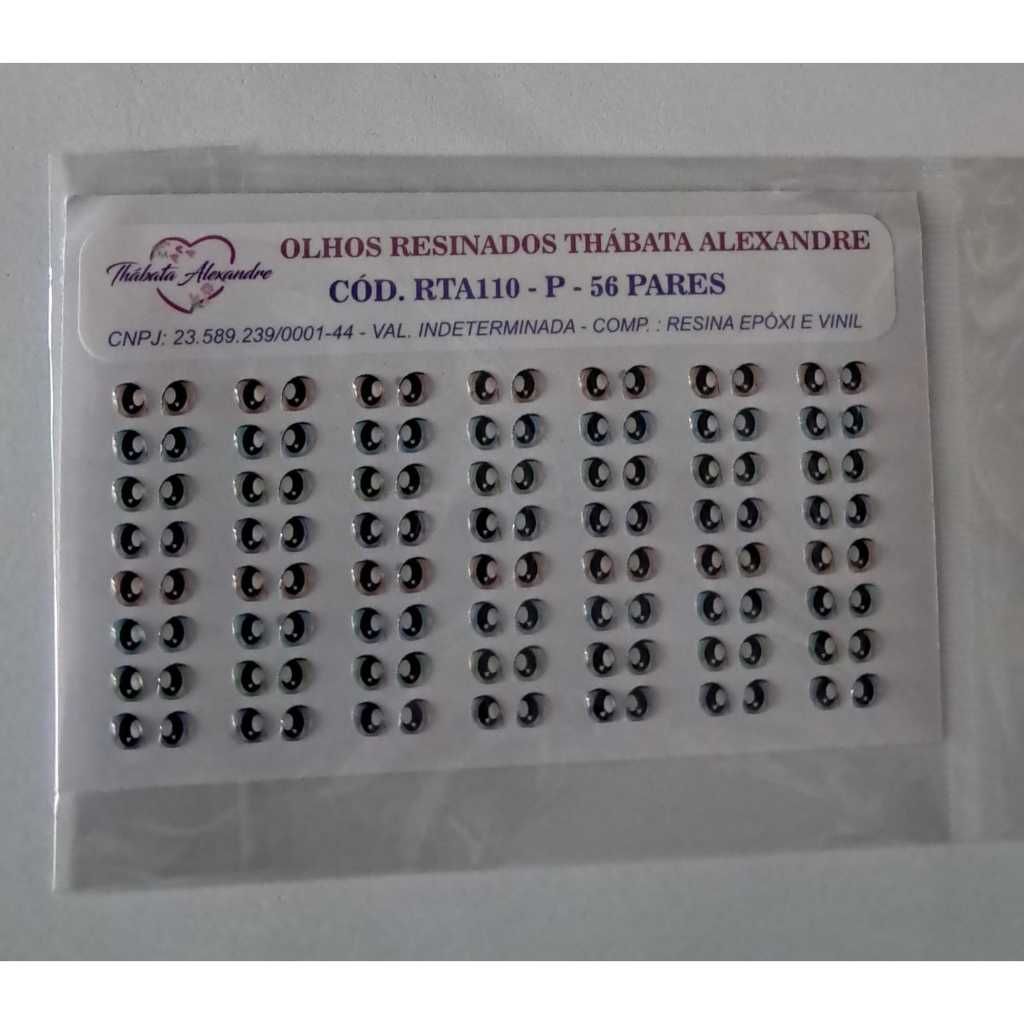 Thábata Alexandre
OLHOS RESINADOS THÁBATA ALEXANDRE
CÓD. RTA110 - P - 56 PARES
CNPJ: 23.589.239/0001-44 - VAL. INDETERMINADA - COMP. : RESINA EPÓXI E VINIL